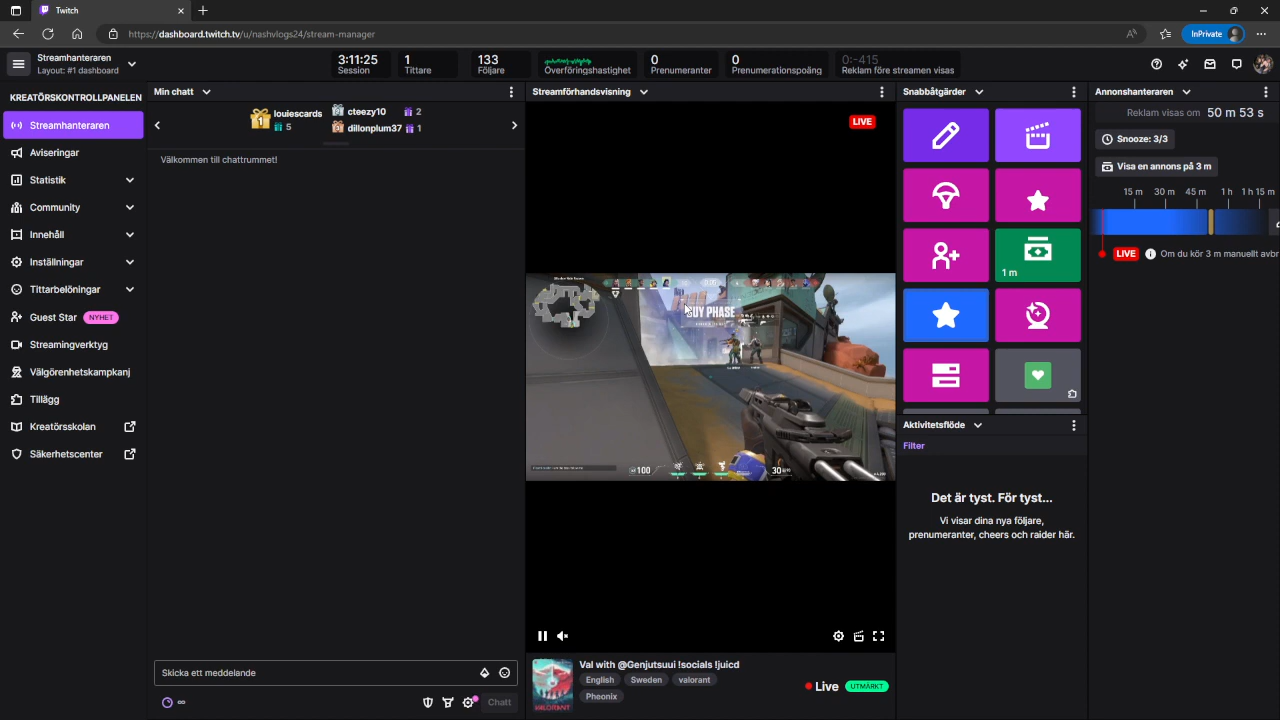 Twitch
https://dashboard.twitch.tv/u/nashvlogs24/stream-manager
InPrivate
Streamhanteraren
Layout: #1 dashboard
3:11:25
Session
1
Tittare
133
Följare
Överföringshastighet
0
Prenumeranter
0
Prenumerationspoäng
0:-415
Reklam före streamen visas
KREATÖRSKONTROLLPANELEN
Streamhanteraren
Aviseringar
Statistik
Community
Innehåll
Inställningar
Tittarbelöningar
Guest Star NYHET
Streamingverktyg
Välgörenhetskampanj
Tillägg
Kreatörsskolan
Säkerhetscenter
Min chatt
1 louiescards
5
cteezy10 2
dillonplum37 1
Välkommen till chattrummet!
Skicka ett meddelande
Chatt
Streamförhandsvisning
LIVE
BUY PHASE
100
30
Val with @Genjutsuui !socials !juicd
English Sweden valorant
Pheonix
VALORANT
Live UTMÄRKT
Snabbåtgärder
1 m
Aktivitetsflöde
Filter
Det är tyst. För tyst...
Vi visar dina nya följare,
prenumeranter, cheers och raider här.
Annonshanteraren
Reklam visas om 50 m 53 s
Snooze: 3/3
Visa en annons på 3 m
15 m 30 m 45 m 1 h 1 h 15 m
LIVE Om du kör 3 m manuellt avbr